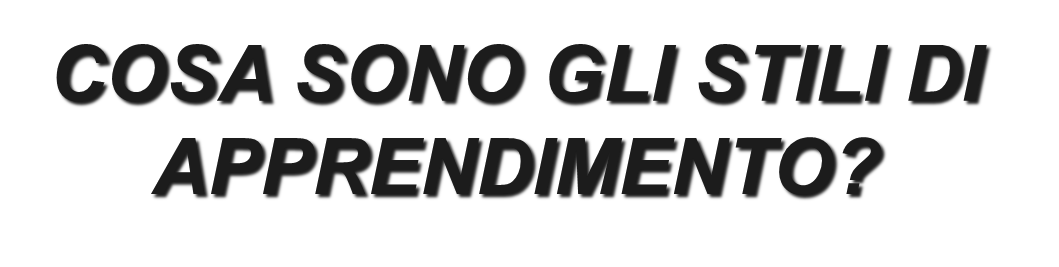 COSA SONO GLI STILI DI
APPRENDIMENTO?